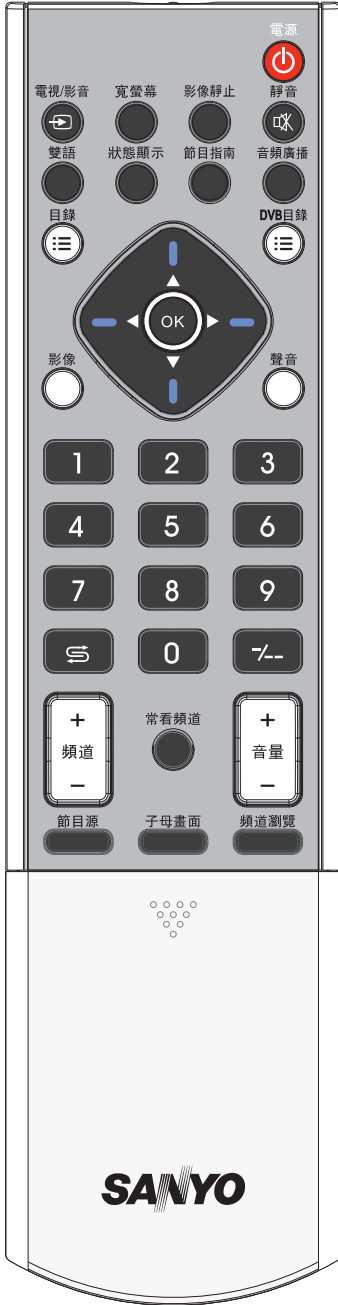 電源
電視/影音 寬螢幕 影像靜止 靜音
雙語 狀態顯示 節目指南 音頻廣播
目錄 DVB目錄
OK
影像 聲音
1 2 3
4 5 6
7 8 9
0 -/--
+ 常看頻道 +
頻道 音量
− −
節目源 子母畫面 頻道瀏覽
SANYO